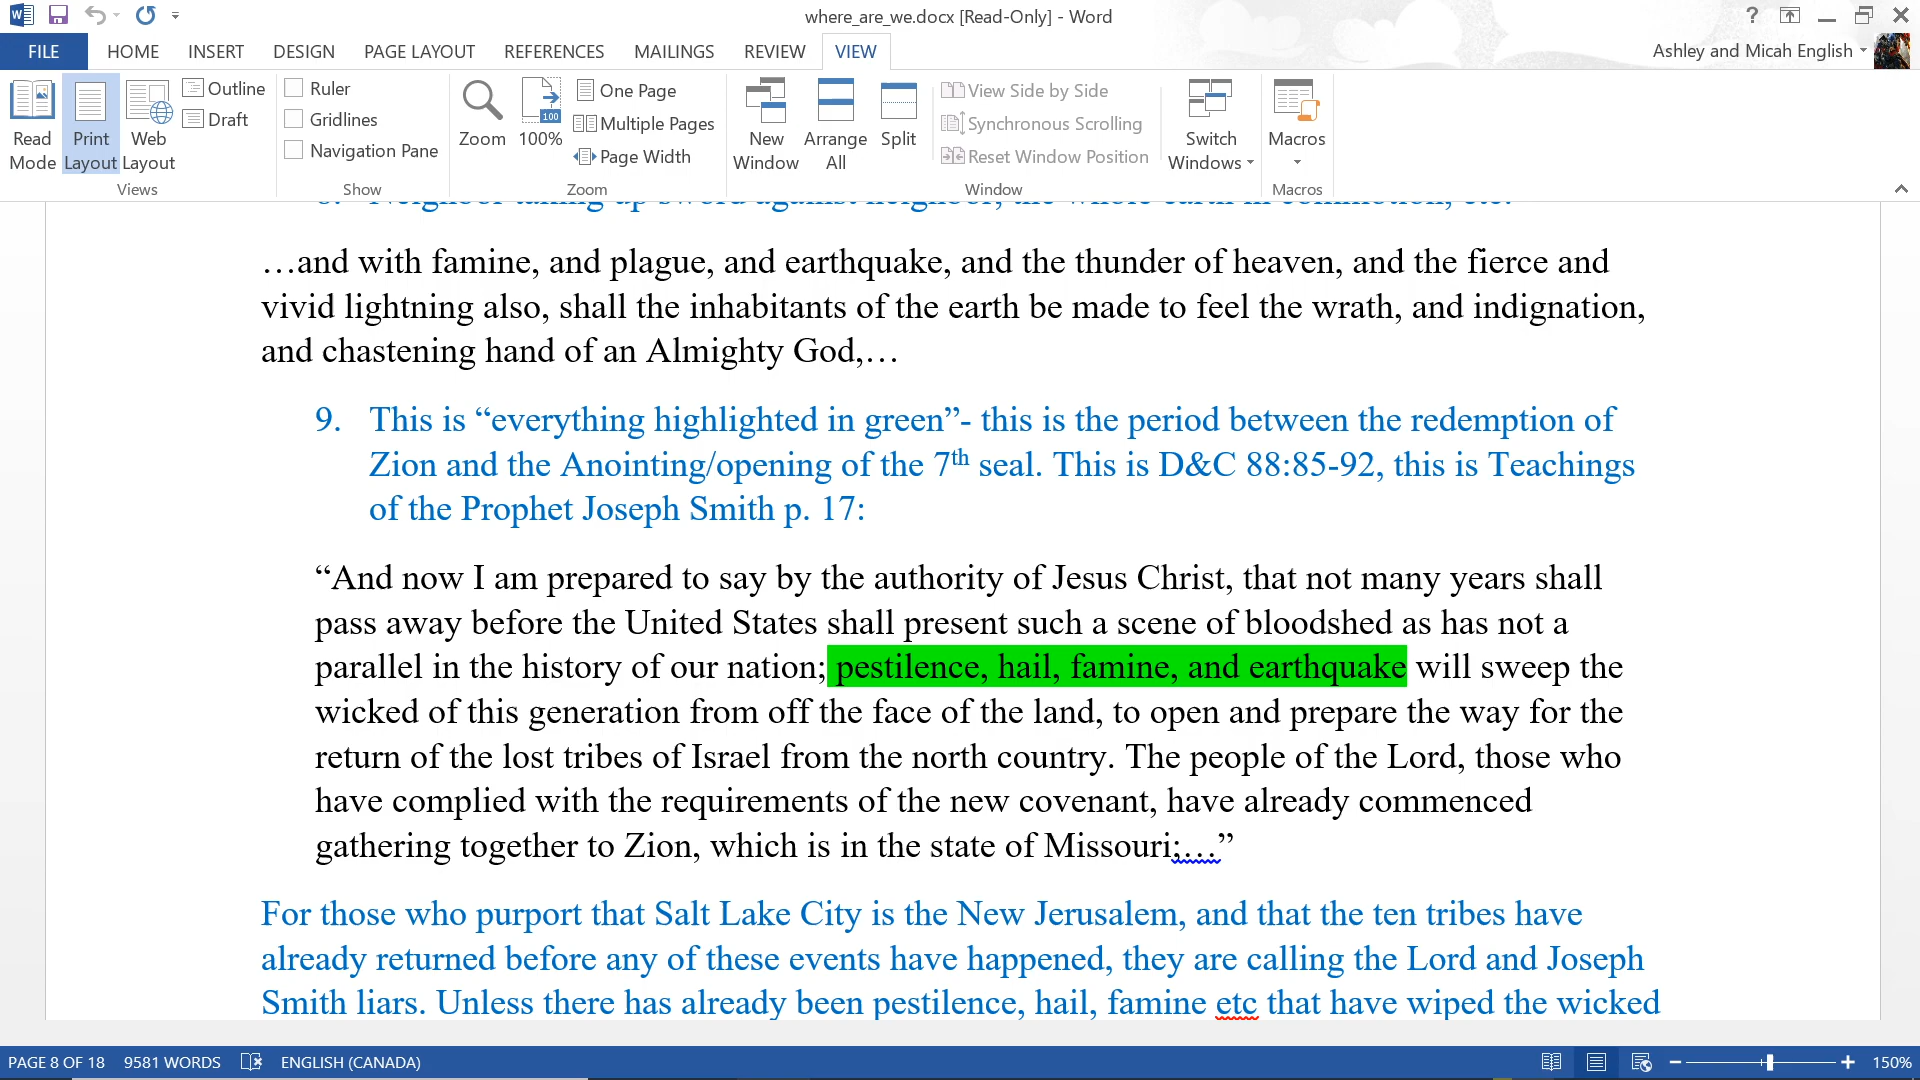 where_are_we.docx [Read-Only] - Word
?
FILE HOME INSERT DESIGN PAGE LAYOUT REFERENCES MAILINGS REVIEW VIEW
Ashley and Micah English
Read Mode
Print Layout
Web Layout
Outline
Draft
Views
Ruler
Gridlines
Navigation Pane
Show
Zoom
100
100%
One Page
Multiple Pages
Page Width
Zoom
New Window
Arrange All
Split
View Side by Side
Synchronous Scrolling
Reset Window Position
Switch Windows
Window
Macros
Macros
8. Neighbor taking up sword against neighbor, the whole earth in commotion, etc.
…and with famine, and plague, and earthquake, and the thunder of heaven, and the fierce and
vivid lightning also, shall the inhabitants of the earth be made to feel the wrath, and indignation,
and chastening hand of an Almighty God,…
9. This is “everything highlighted in green”- this is the period between the redemption of
Zion and the Anointing/opening of the 7th seal. This is D&C 88:85-92, this is Teachings
of the Prophet Joseph Smith p. 17:
“And now I am prepared to say by the authority of Jesus Christ, that not many years shall
pass away before the United States shall present such a scene of bloodshed as has not a
parallel in the history of our nation; pestilence, hail, famine, and earthquake will sweep the
wicked of this generation from off the face of the land, to open and prepare the way for the
return of the lost tribes of Israel from the north country. The people of the Lord, those who
have complied with the requirements of the new covenant, have already commenced
gathering together to Zion, which is in the state of Missouri;…”
For those who purport that Salt Lake City is the New Jerusalem, and that the ten tribes have
already returned before any of these events have happened, they are calling the Lord and Joseph
Smith liars. Unless there has already been pestilence, hail, famine etc that have wiped the wicked
PAGE 8 OF 18 9581 WORDS ENGLISH (CANADA)
150%